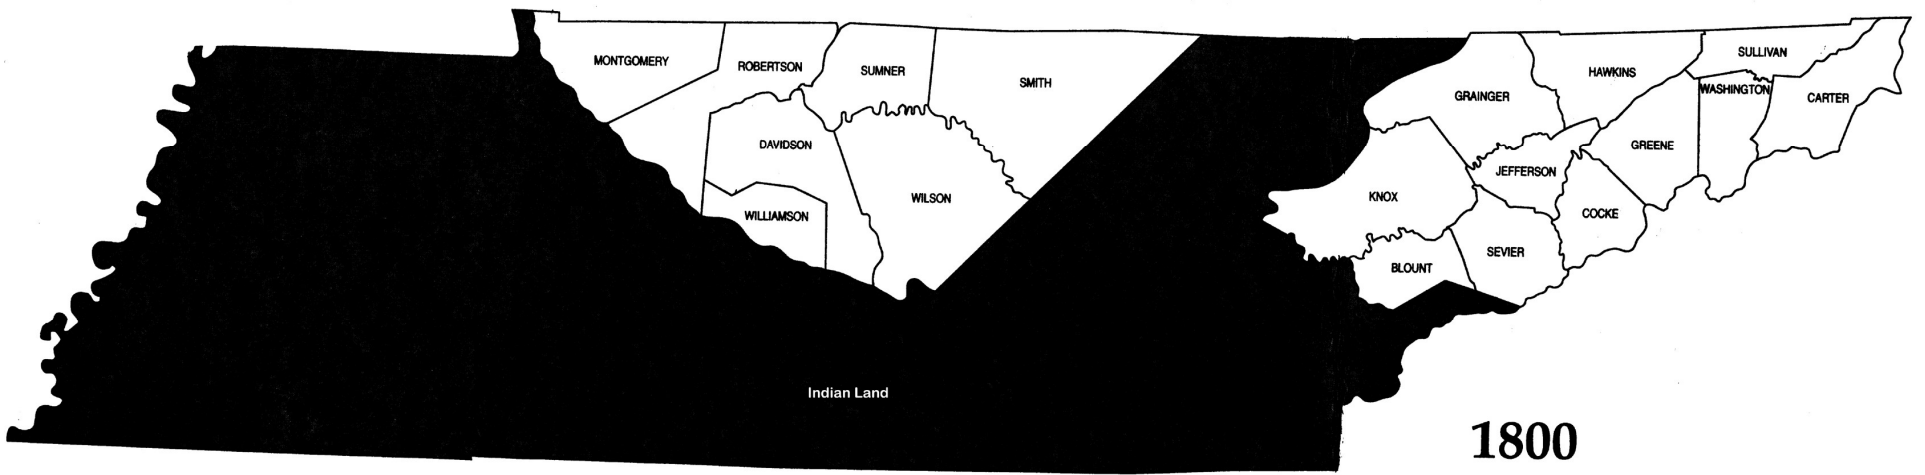 MONTGOMERY
ROBERTSON
SUMNER
SMITH
DAVIDSON
WILLIAMSON
WILSON
GRAINGER
HAWKINS
SULLIVAN
WASHINGTON
CARTER
GREENE
JEFFERSON
KNOX
COCKE
SEVIER
BLOUNT
Indian Land
1800